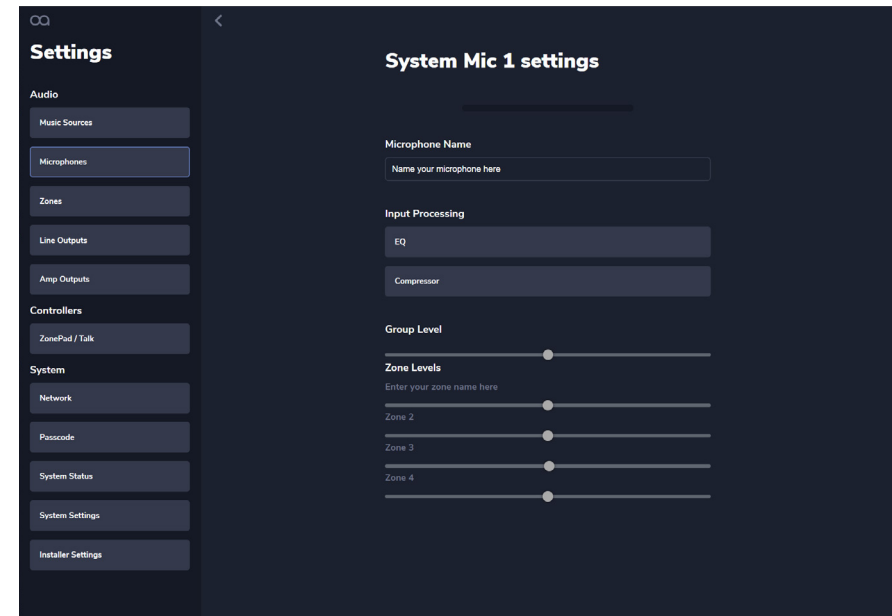 Settings
Audio
Music Sources
Microphones
Zones
Line Outputs
Amp Outputs
Controllers
ZonePad / Talk
System
Network
Passcode
System Status
System Settings
Installer Settings
System Mic 1 settings
Microphone Name
Name your microphone here
Input Processing
EQ
Compressor
Group Level
Zone Levels
Enter your zone name here
Zone 2
Zone 3
Zone 4